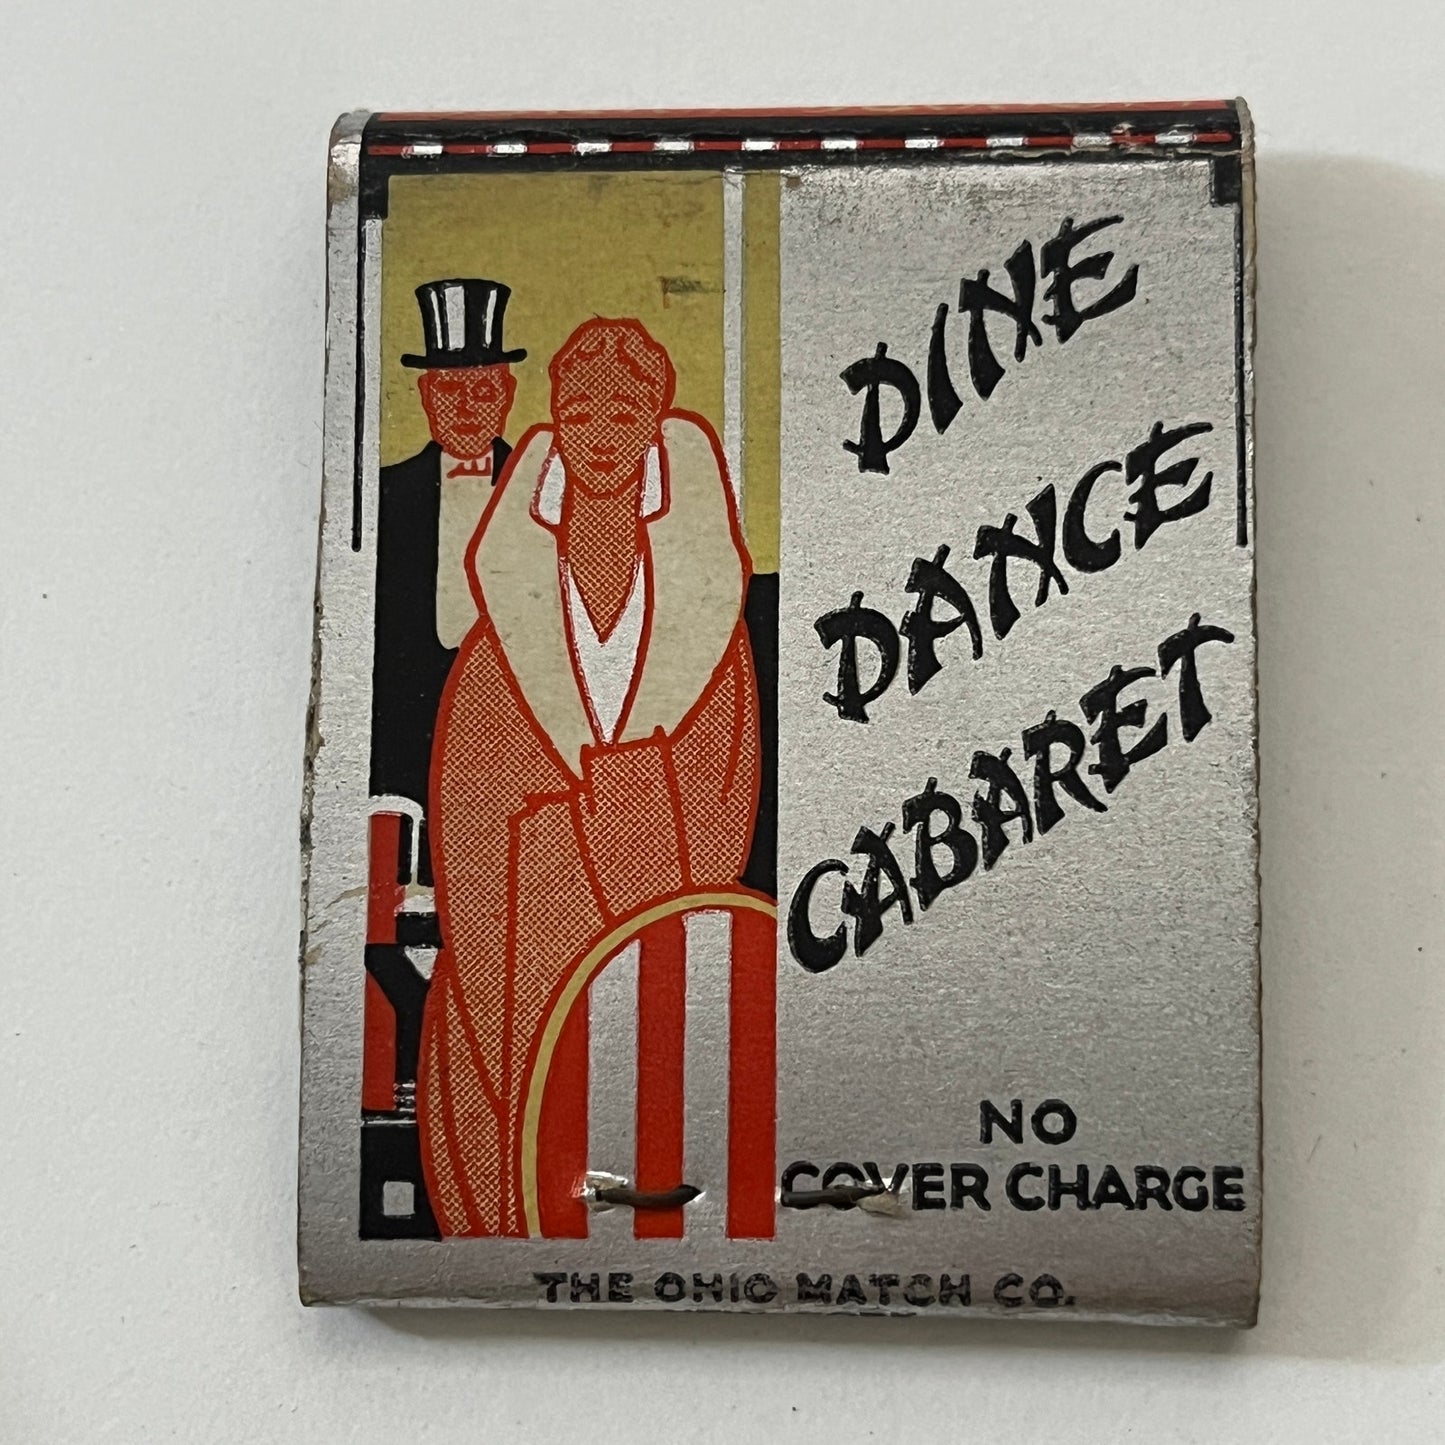 DINE
DANCE
CABARET
NO
COVER CHARGE
THE OHIO MATCH CO.